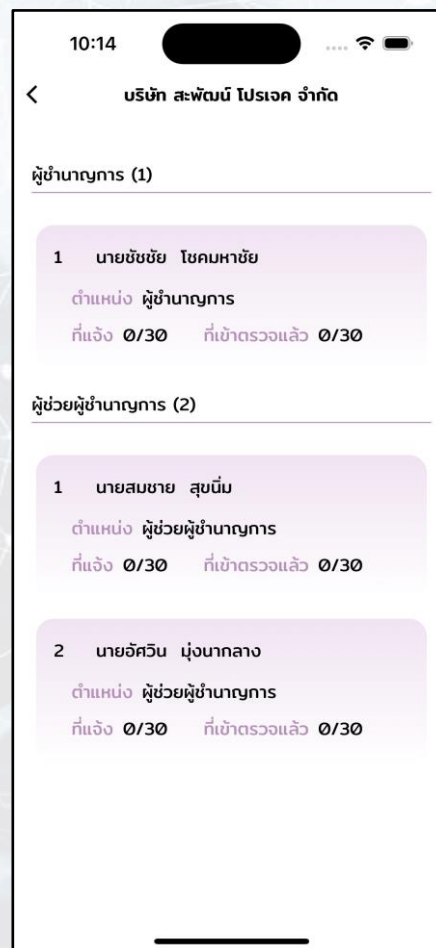 10:14
บริษัท สะพัฒน์ โปรเจค จำกัด
ผู้ชำนาญการ (1)
1 นายชัชชัย โชคมหาชัย
ตำแหน่ง ผู้ชำนาญการ
ที่แจ้ง 0/30 ที่เข้าตรวจแล้ว 0/30
ผู้ช่วยผู้ชำนาญการ (2)
1 นายสมชาย สุขนิ่ม
ตำแหน่ง ผู้ช่วยผู้ชำนาญการ
ที่แจ้ง 0/30 ที่เข้าตรวจแล้ว 0/30
2 นายอัศวิน มุ่งนากลาง
ตำแหน่ง ผู้ช่วยผู้ชำนาญการ
ที่แจ้ง 0/30 ที่เข้าตรวจแล้ว 0/30